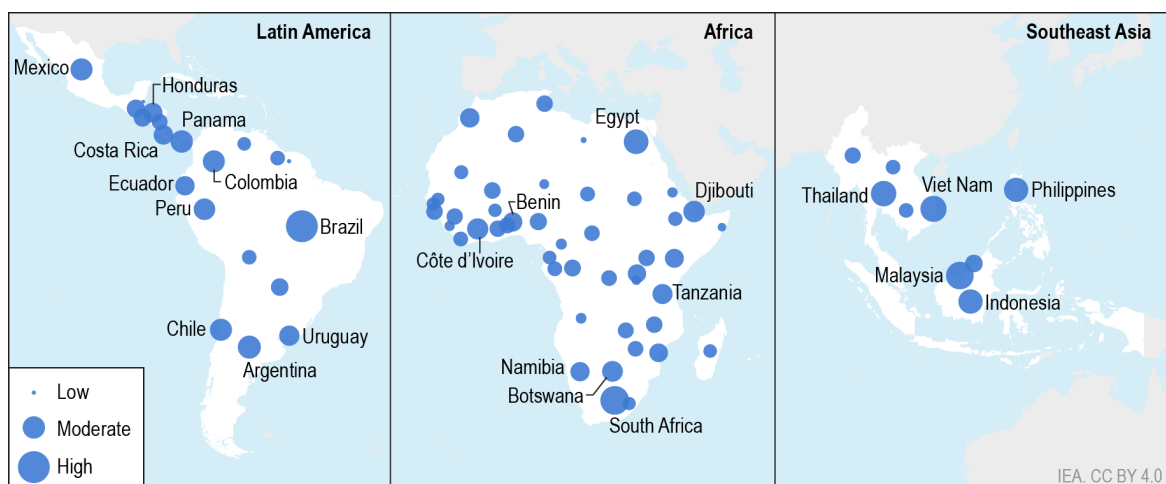 Latin America
Mexico
Honduras
Panama
Costa Rica
Ecuador
Colombia
Peru
Brazil
Chile
Uruguay
Argentina
Low
Moderate
High
Africa
Egypt
Djibouti
Benin
Côte d'Ivoire
Tanzania
Namibia
Botswana
South Africa
Southeast Asia
Thailand
Viet Nam
Philippines
Malaysia
Indonesia
IEA. CC BY 4.0